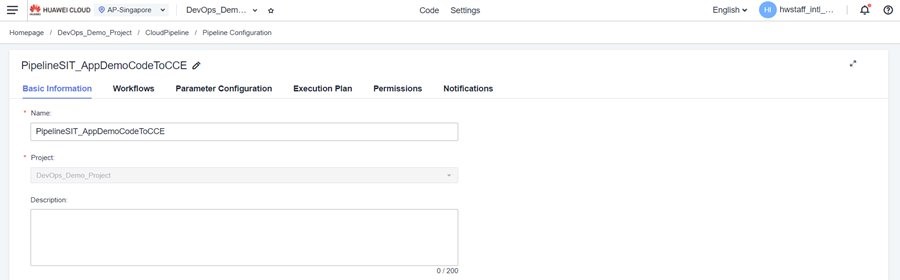 HUAWEI CLOUD AP-Singapore DevOps_Dem... Code Settings English HI hwstaff_intl_...
Homepage / DevOps_Demo_Project / CloudPipeline / Pipeline Configuration
PipelineSIT_AppDemoCodeToCCE
Basic Information Workflows Parameter Configuration Execution Plan Permissions Notifications
* Name:
PipelineSIT_AppDemoCodeToCCE
* Project:
DevOps_Demo_Project
Description:
0 / 200